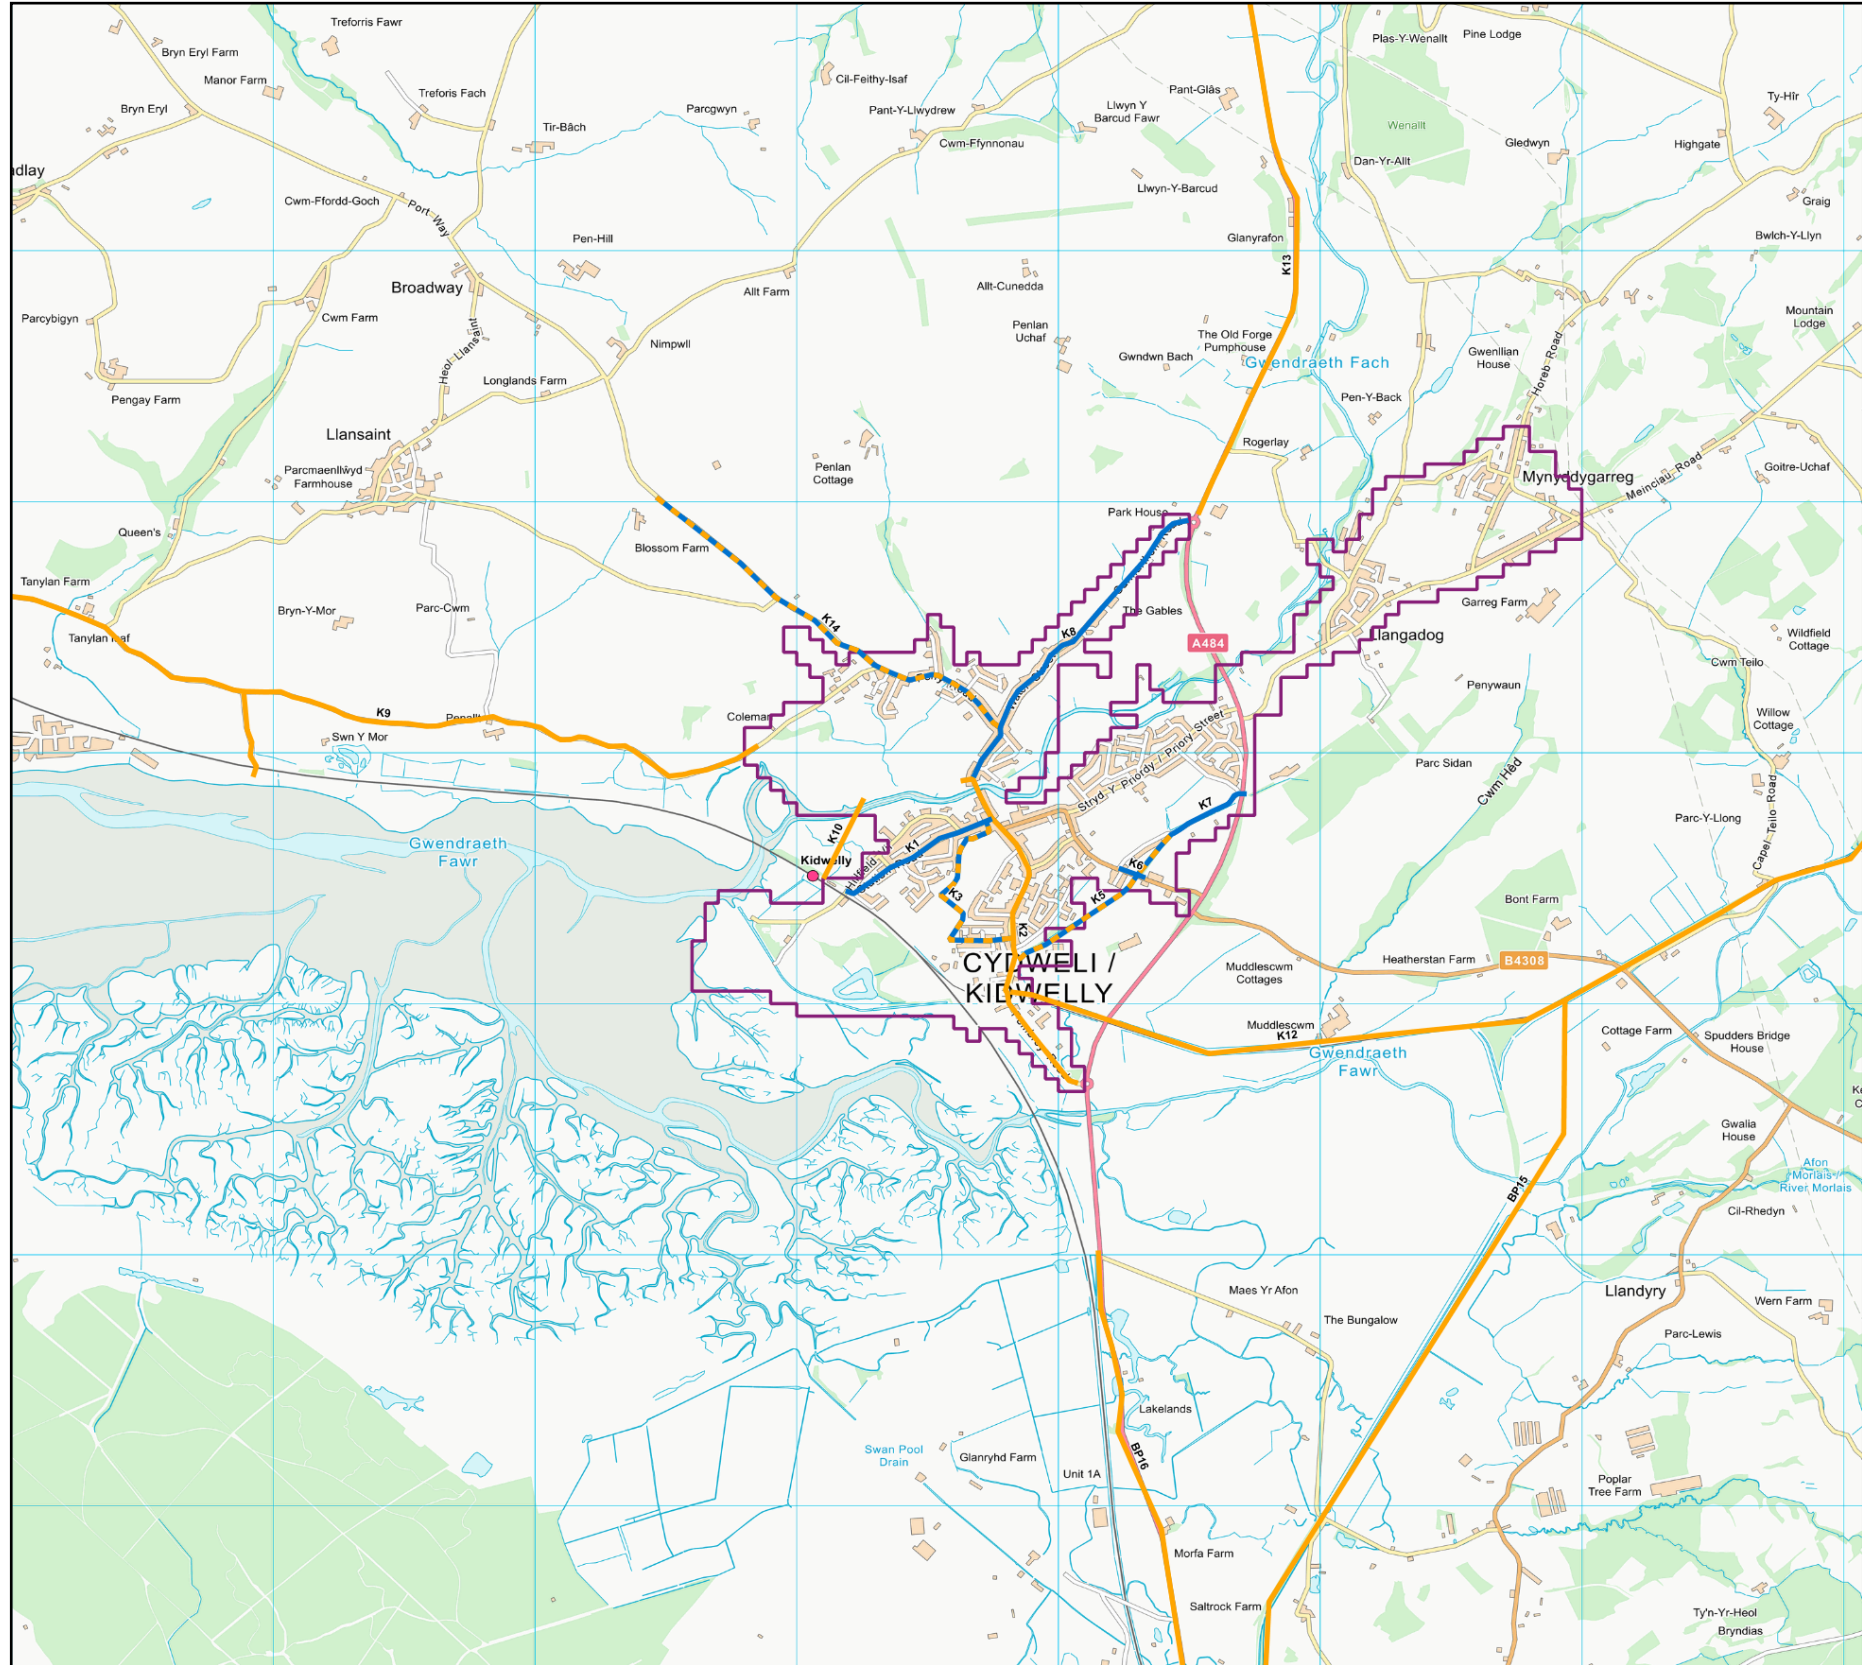 Treforris Fawr
Bryn Eryl Farm
Manor Farm
Treforis Fach
Bryn Eryl
Tir-Bâch
Parcgwyn
Cil-Feithy-Isaf
Pant-Y-Llwydrew
Cwm-Ffynnonau
Llwyn Y
Barcud Fawr
Pant-Glâs
Plas-Y-Wenallt
Pine Lodge
Wenallt
Dan-Yr-Allt
Gledwyn
Ty-Hîr
Highgate
Graig
Bwlch-Y-Llyn
Llwyn-Y-Barcud
Cwm-Ffordd-Goch
Port Way
Pen-Hill
Glanyrafon
K13
Broadway
Allt Farm
Allt-Cunedda
Parcybigyn
Cwm Farm
Heol Llansaint
Nimpwll
Penlan
Uchaf
The Old Forge
Pumphouse
Gwndwn Bach
Gwendraeth Fach
Gwenllian
House
Horeb Road
Mountain
Lodge
Longlands Farm
Pengay Farm
Pen-Y-Back
Llansaint
Rogerlay
Parcmaenllŵyd
Farmhouse
Penlan
Cottage
Mynyddygarreg
Meinciau Road
Goitre-Uchaf
Park House
Queen's
Blossom Farm
Tanylan Farm
Bryn-Y-Mor
Parc-Cwm
The Gables
Garreg Farm
K14
K8
A484
Llangadog
Wildfield
Cottage
Cwm Teilo
Penywaun
K9
Coleman
Swn Y Mor
Stryd Y Priordy / Priory Street
Willow
Cottage
Parc Sidan
Cwm Hêd
Capel Teilo Road
Parc-Y-Llong
Gwendraeth
Fawr
K10
K7
K1
Kidwelly
Station Road
K6
K3
K5
K2
Bont Farm
CYDWELI /
KIDWELLY
Muddlescwm
Cottages
Heatherstan Farm
B4308
Muddlescwm
K12
Gwendraeth
Fawr
Cottage Farm
Spudders Bridge
House
Gwalia
House
Afon
Morlais /
River Morlais
Cil-Rhedyn
BP15
Maes Yr Afon
The Bungalow
Llandyry
Wern Farm
Parc-Lewis
Lakelands
BP16
Swan Pool
Drain
Glanryhd Farm
Unit 1A
Poplar
Tree Farm
Morfa Farm
Saltrock Farm
Ty'n-Yr-Heol
Bryndias